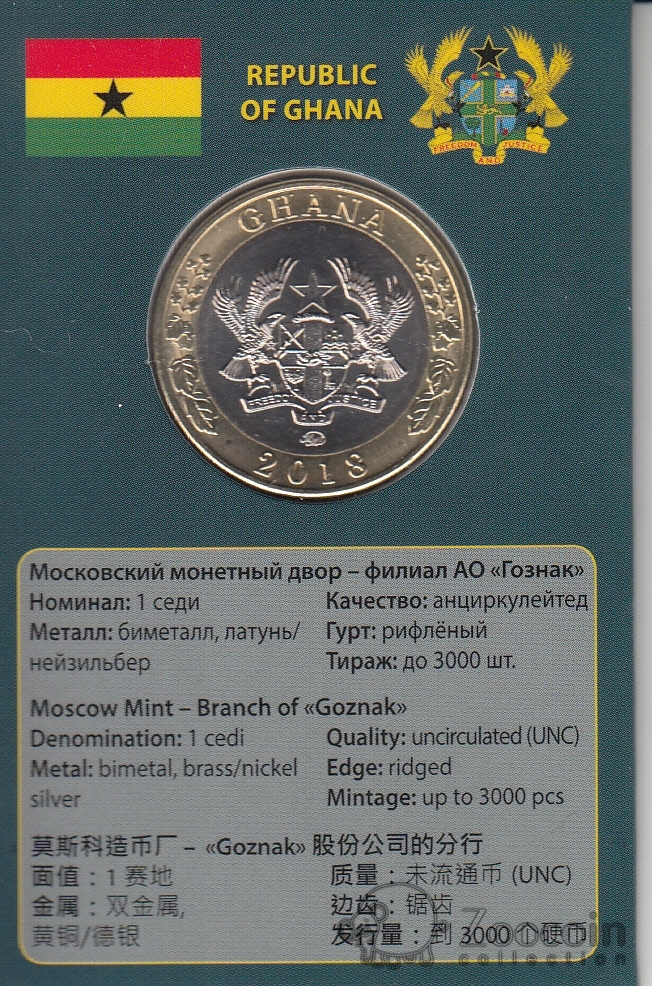 REPUBLIC
OF GHANA
FREEDOM AND JUSTICE
GHANA
FREEDOM AND JUSTICE
2018
Московский монетный двор – филиал АО «Гознак»
Номинал: 1 седи
Качество: анциркулейтед
Металл: биметалл, латунь/
нейзильбер
Гурт: рифлёный
Тираж: до 3000 шт.
Moscow Mint – Branch of «Goznak»
Denomination: 1 cedi
Quality: uncirculated (UNC)
Metal: bimetal, brass/nickel
silver
Edge: ridged
Mintage: up to 3000 pcs
莫斯科造币厂 – «Goznak» 股份公司的分行
面值：1 赛地
质量：未流通币 (UNC)
金属：双金属,
黄铜/德银
边齿：锯齿
发行量：到 3000 个硬币
Zoocoin
collection